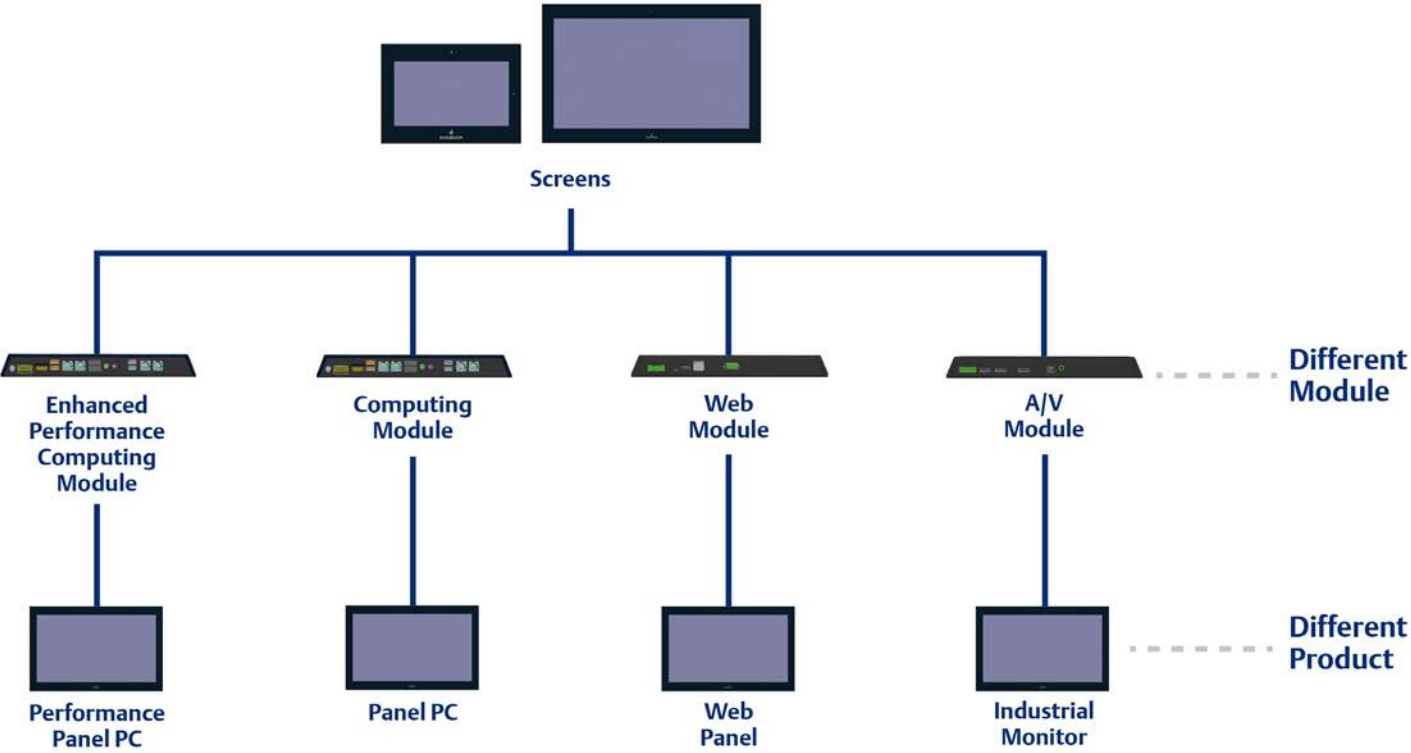 Screens
Enhanced
Performance
Computing
Module
Computing
Module
Web
Module
A/V
Module
Different
Module
Performance
Panel PC
Panel PC
Web
Panel
Industrial
Monitor
Different
Product